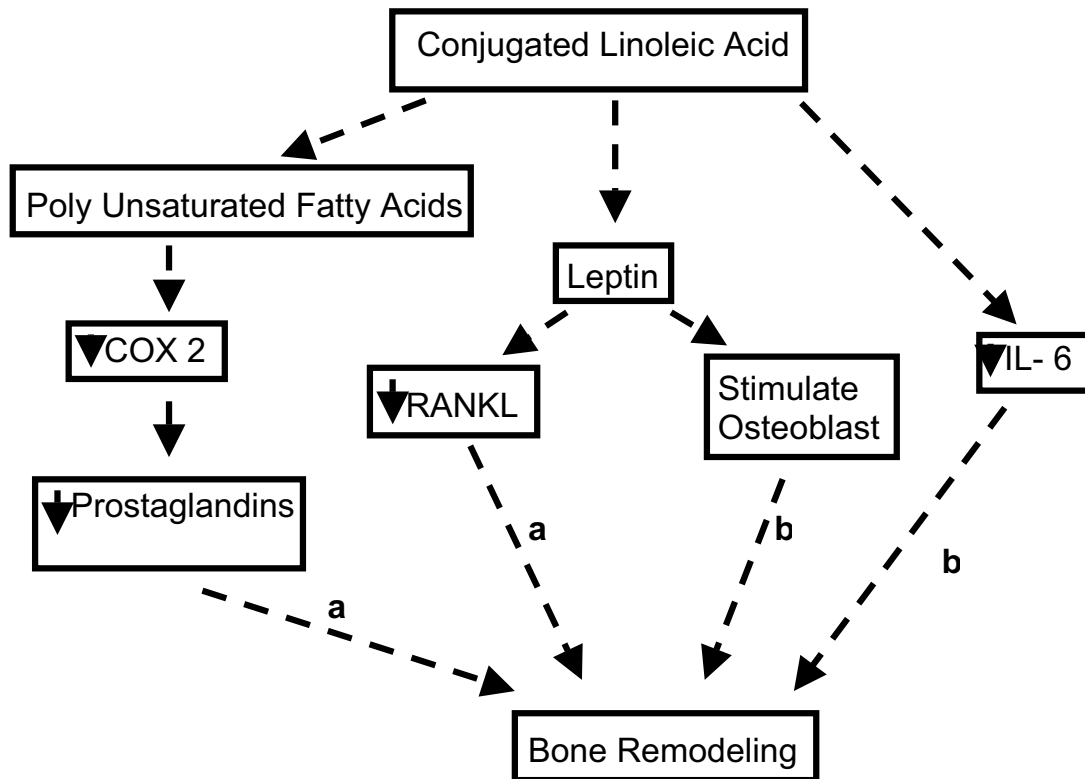 Conjugated Linoleic Acid
Poly Unsaturated Fatty Acids
Leptin
COX 2
IL- 6
RANKL
Stimulate
Osteoblast
Prostaglandins
a
b
b
a
Bone Remodeling